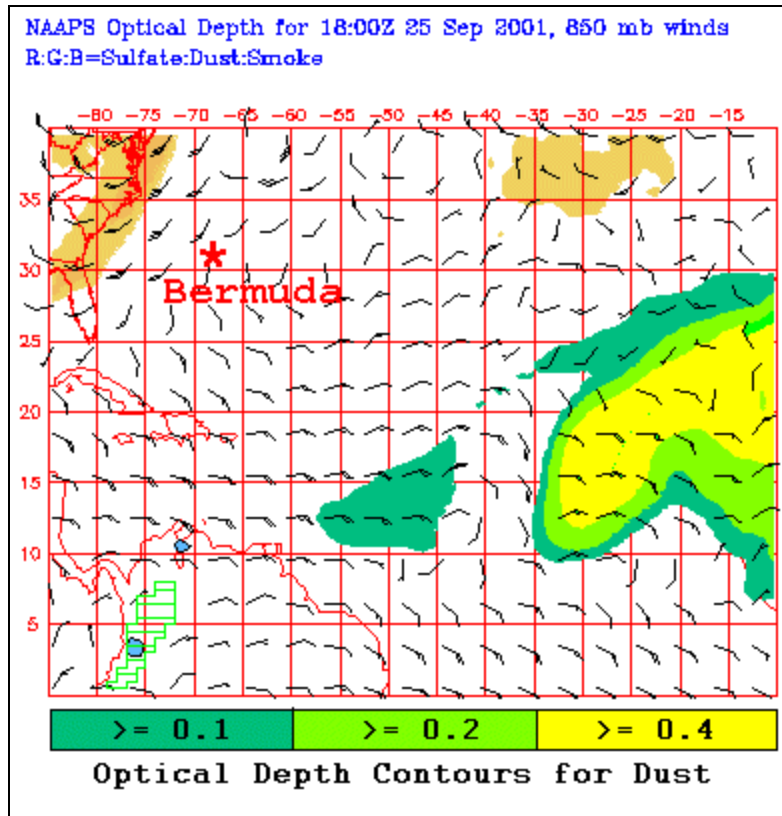 NAAPS Optical Depth for 18:00Z 25 Sep 2001, 850 mb winds
R:G:B=Sulfate:Dust:Smoke
-80 -75 -70 -65 -60 -55 -50 -45 -40 -35 -30 -25 -20 -15
35
30
Bermuda
25
20
15
10
5
>= 0.1 >= 0.2 >= 0.4
Optical Depth Contours for Dust